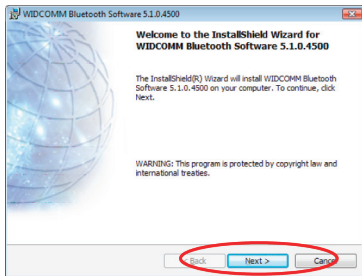 WIDCOMM Bluetooth Software 5.1.0.4500
Welcome to the InstallShield Wizard for
WIDCOMM Bluetooth Software 5.1.0.4500
The InstallShield(R) Wizard will install WIDCOMM Bluetooth
Software 5.1.0.4500 on your computer. To continue, click
Next.
WARNING: This program is protected by copyright law and
international treaties.
< Back Next > Cancel